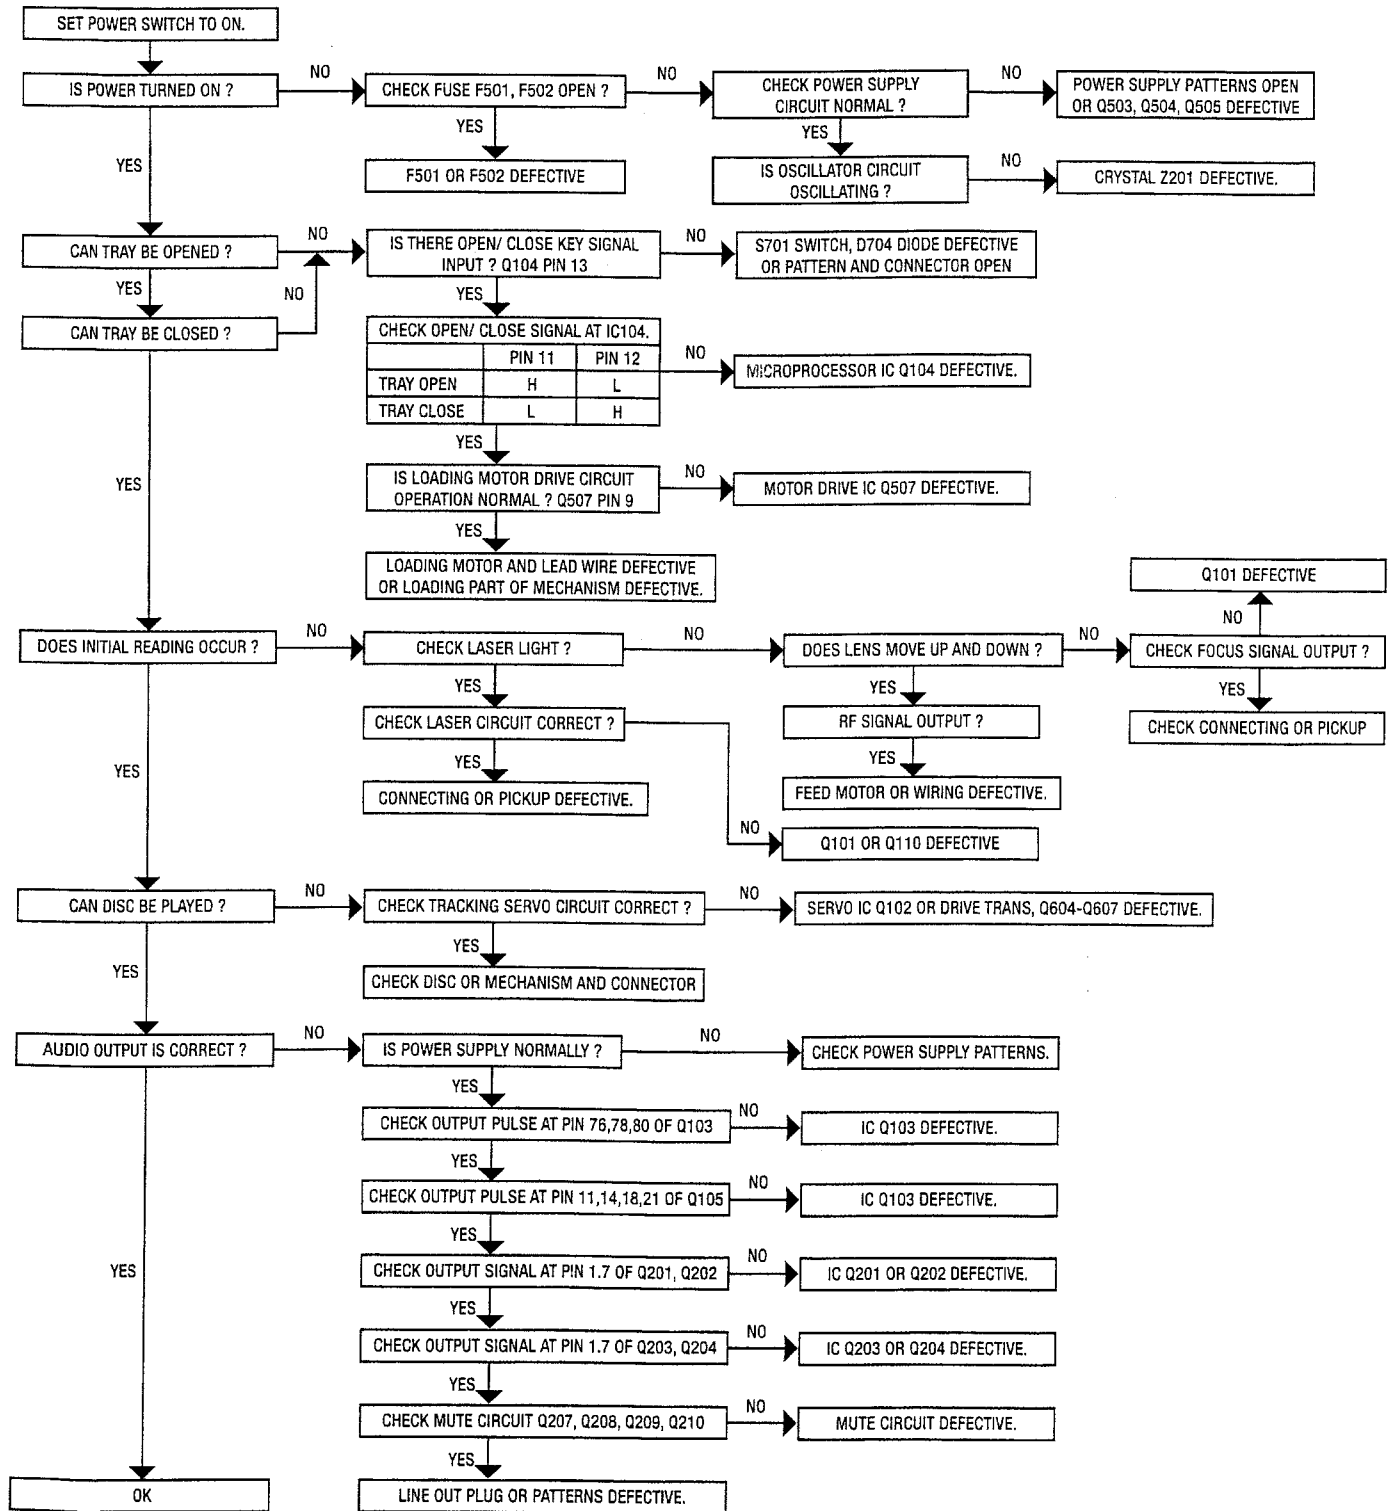 SET POWER SWITCH TO ON.
IS POWER TURNED ON ?
NO
CHECK FUSE F501, F502 OPEN ?
NO
CHECK POWER SUPPLY
CIRCUIT NORMAL ?
NO
POWER SUPPLY PATTERNS OPEN
OR Q503, Q504, Q505 DEFECTIVE
YES
YES
YES
F501 OR F502 DEFECTIVE
IS OSCILLATOR CIRCUIT
OSCILLATING ?
NO
CRYSTAL Z201 DEFECTIVE.
CAN TRAY BE OPENED ?
NO
IS THERE OPEN/ CLOSE KEY SIGNAL
INPUT ? Q104 PIN 13
NO
S701 SWITCH, D704 DIODE DEFECTIVE
OR PATTERN AND CONNECTOR OPEN
YES
NO
YES
CAN TRAY BE CLOSED ?
CHECK OPEN/ CLOSE SIGNAL AT IC104.
PIN 11 PIN 12
TRAY OPEN H L
TRAY CLOSE L H
NO
MICROPROCESSOR IC Q104 DEFECTIVE.
YES
YES
IS LOADING MOTOR DRIVE CIRCUIT
OPERATION NORMAL ? Q507 PIN 9
NO
MOTOR DRIVE IC Q507 DEFECTIVE.
YES
LOADING MOTOR AND LEAD WIRE DEFECTIVE
OR LOADING PART OF MECHANISM DEFECTIVE.
Q101 DEFECTIVE
NO
DOES INITIAL READING OCCUR ?
NO
CHECK LASER LIGHT ?
NO
DOES LENS MOVE UP AND DOWN ?
NO
CHECK FOCUS SIGNAL OUTPUT ?
YES
YES
YES
CHECK LASER CIRCUIT CORRECT ?
RF SIGNAL OUTPUT ?
CHECK CONNECTING OR PICKUP
YES
YES
YES
CONNECTING OR PICKUP DEFECTIVE.
FEED MOTOR OR WIRING DEFECTIVE.
NO
Q101 OR Q110 DEFECTIVE
CAN DISC BE PLAYED ?
NO
CHECK TRACKING SERVO CIRCUIT CORRECT ?
NO
SERVO IC Q102 OR DRIVE TRANS, Q604-Q607 DEFECTIVE.
YES
YES
CHECK DISC OR MECHANISM AND CONNECTOR
AUDIO OUTPUT IS CORRECT ?
NO
IS POWER SUPPLY NORMALLY ?
NO
CHECK POWER SUPPLY PATTERNS.
YES
CHECK OUTPUT PULSE AT PIN 76,78,80 OF Q103
NO
IC Q103 DEFECTIVE.
YES
CHECK OUTPUT PULSE AT PIN 11,14,18,21 OF Q105
NO
IC Q103 DEFECTIVE.
YES
YES
CHECK OUTPUT SIGNAL AT PIN 1.7 OF Q201, Q202
NO
IC Q201 OR Q202 DEFECTIVE.
YES
CHECK OUTPUT SIGNAL AT PIN 1.7 OF Q203, Q204
NO
IC Q203 OR Q204 DEFECTIVE.
YES
CHECK MUTE CIRCUIT Q207, Q208, Q209, Q210
NO
MUTE CIRCUIT DEFECTIVE.
YES
OK
LINE OUT PLUG OR PATTERNS DEFECTIVE.